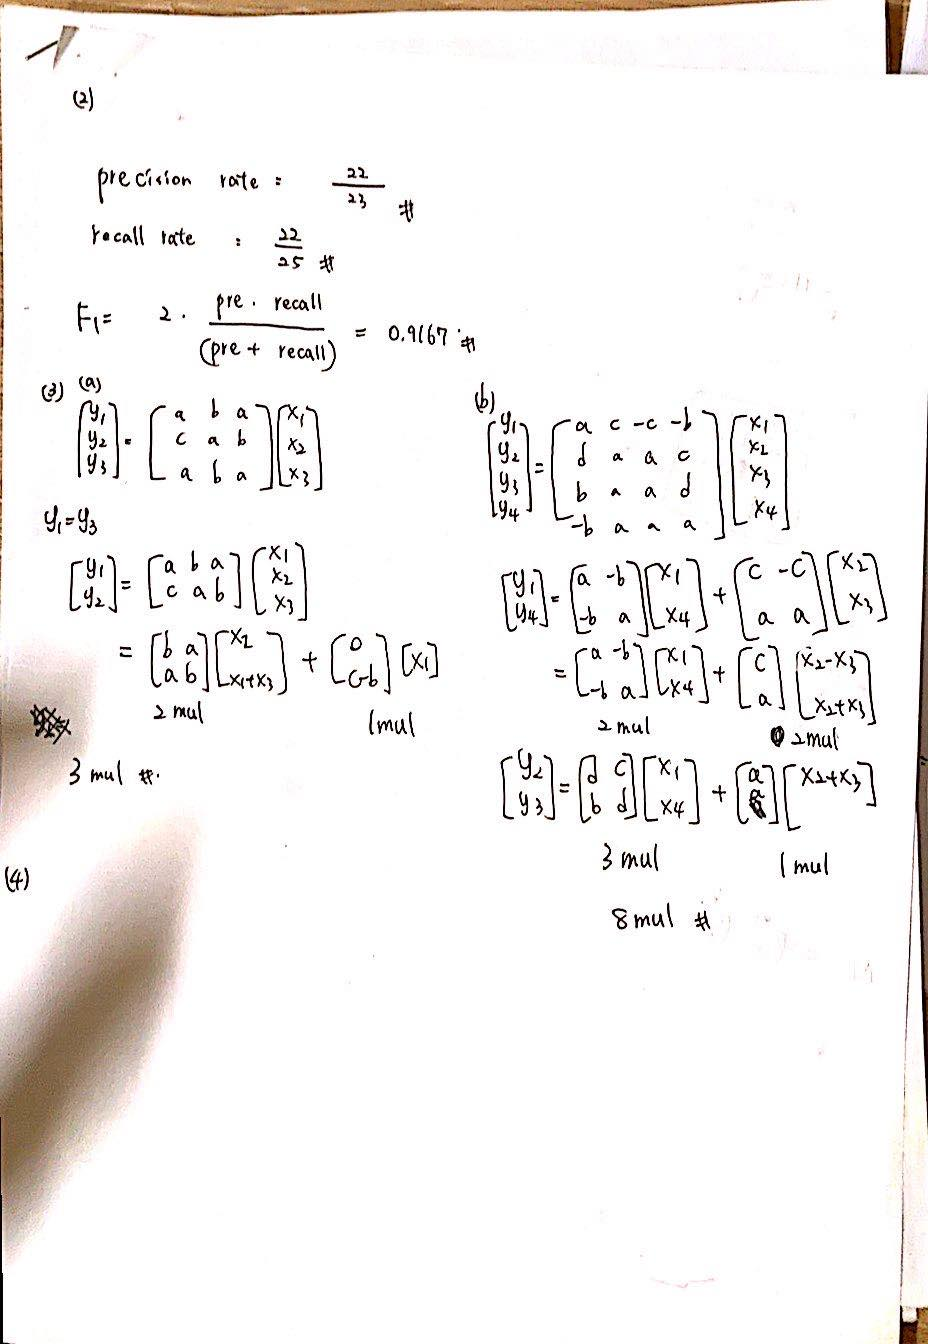 (2)
precision rate = 22/23 #
recall rate : 22/25 #
F1 = 2 · pre · recall / (pre + recall) = 0.9167 #
(3) (a)
[y1 y2 y3] = [a b a; c a b; a b a] [x1 x2 x3]
y1 = y3
[y1 y2] = [a b a; c a b] [x1 x2 x3]
= [b a; a b] [x2 x1+x3] + [0 c-b] [x1]
2 mul 1 mul
3 mul #.
(b)
[y1 y2 y3 y4] = [a c -c -b; d a a c; b a a d; -b a a a] [x1 x2 x3 x4]
[y1 y4] = [a -b; -b a] [x1 x4] + [c -c; a a] [x2 x3]
= [a -b; -b a] [x1 x4] + [c a] [x2-x3 x2+x3]
2 mul 2 mul
[y2 y3] = [d c; b d] [x1 x4] + [a a] [x2+x3]
3 mul 1 mul
8 mul #
(4)